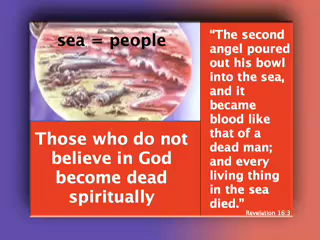 sea = people
Those who do not
believe in God
become dead
spiritually
“The second
angel poured
out his bowl
into the sea,
and it
became
blood like
that of a
dead man;
and every
living thing
in the sea
died.”
Revelation 16:3